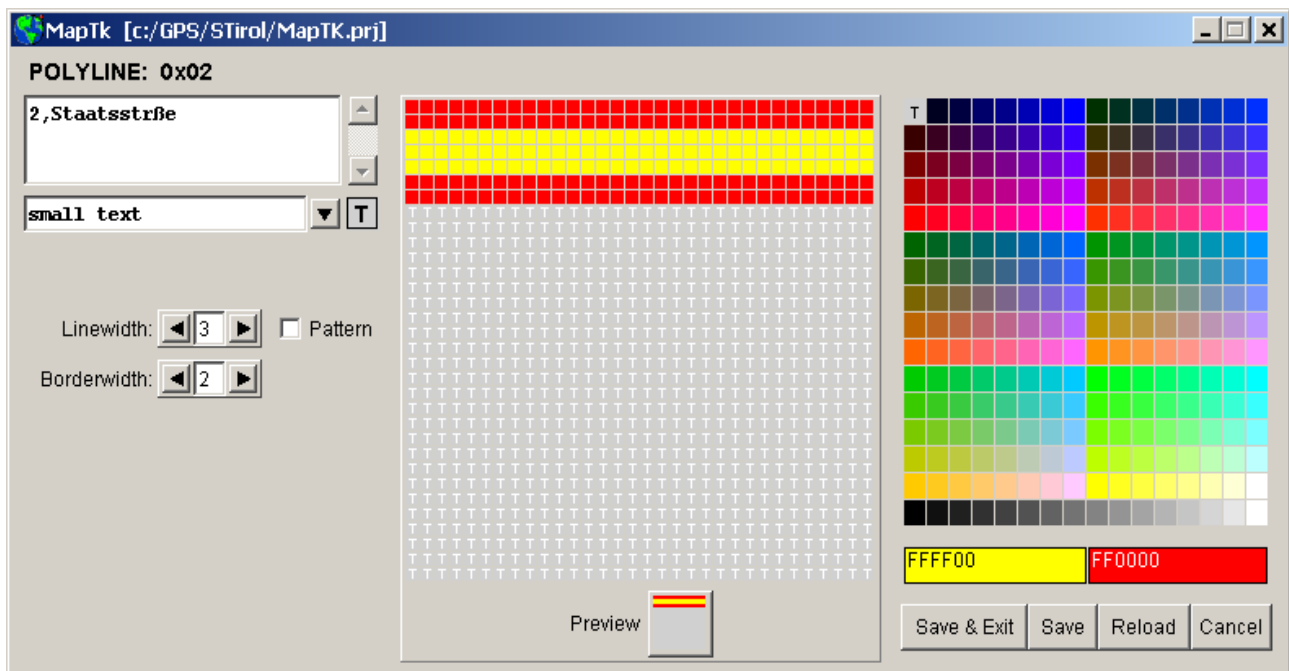 MapTk [c:/GPS/STirol/MapTK.prj]
POLYLINE: 0x02
2,Staatsstrße
small text
T
T
Linewidth: 3
Pattern
Borderwidth: 2
T T T T T T T T T T T T T T T T T T T T T T T T T T T T T T T T
Preview
FFFF00
FF0000
Save & Exit
Save
Reload
Cancel